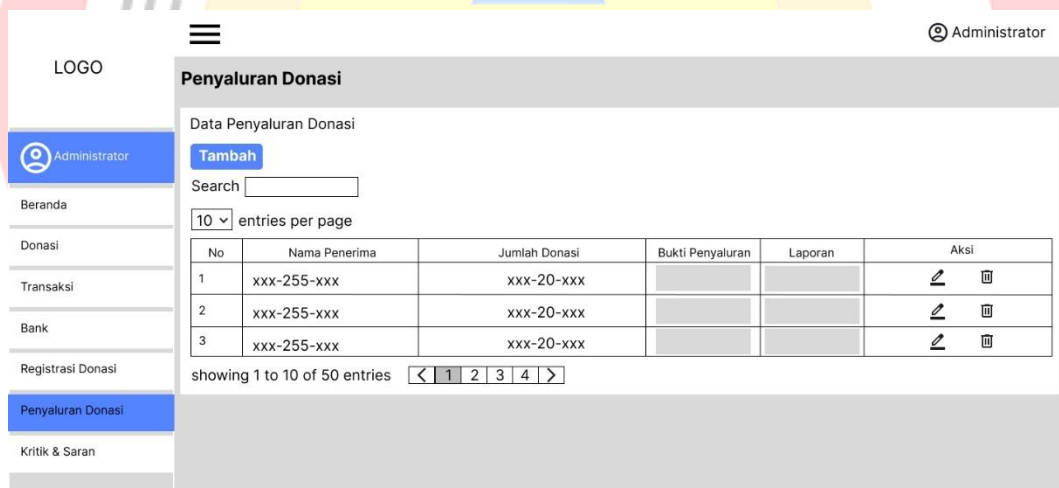 Administrator
LOGO
Penyaluran Donasi
Data Penyaluran Donasi
Administrator
Tambah
Search
Beranda
10 entries per page
Donasi
No Nama Penerima Jumlah Donasi Bukti Penyaluran Laporan Aksi
1 xxx-255-xxx xxx-20-xxx
Transaksi
2 xxx-255-xxx xxx-20-xxx
Bank
3 xxx-255-xxx xxx-20-xxx
Registrasi Donasi
showing 1 to 10 of 50 entries < 1 2 3 4 >
Penyaluran Donasi
Kritik & Saran